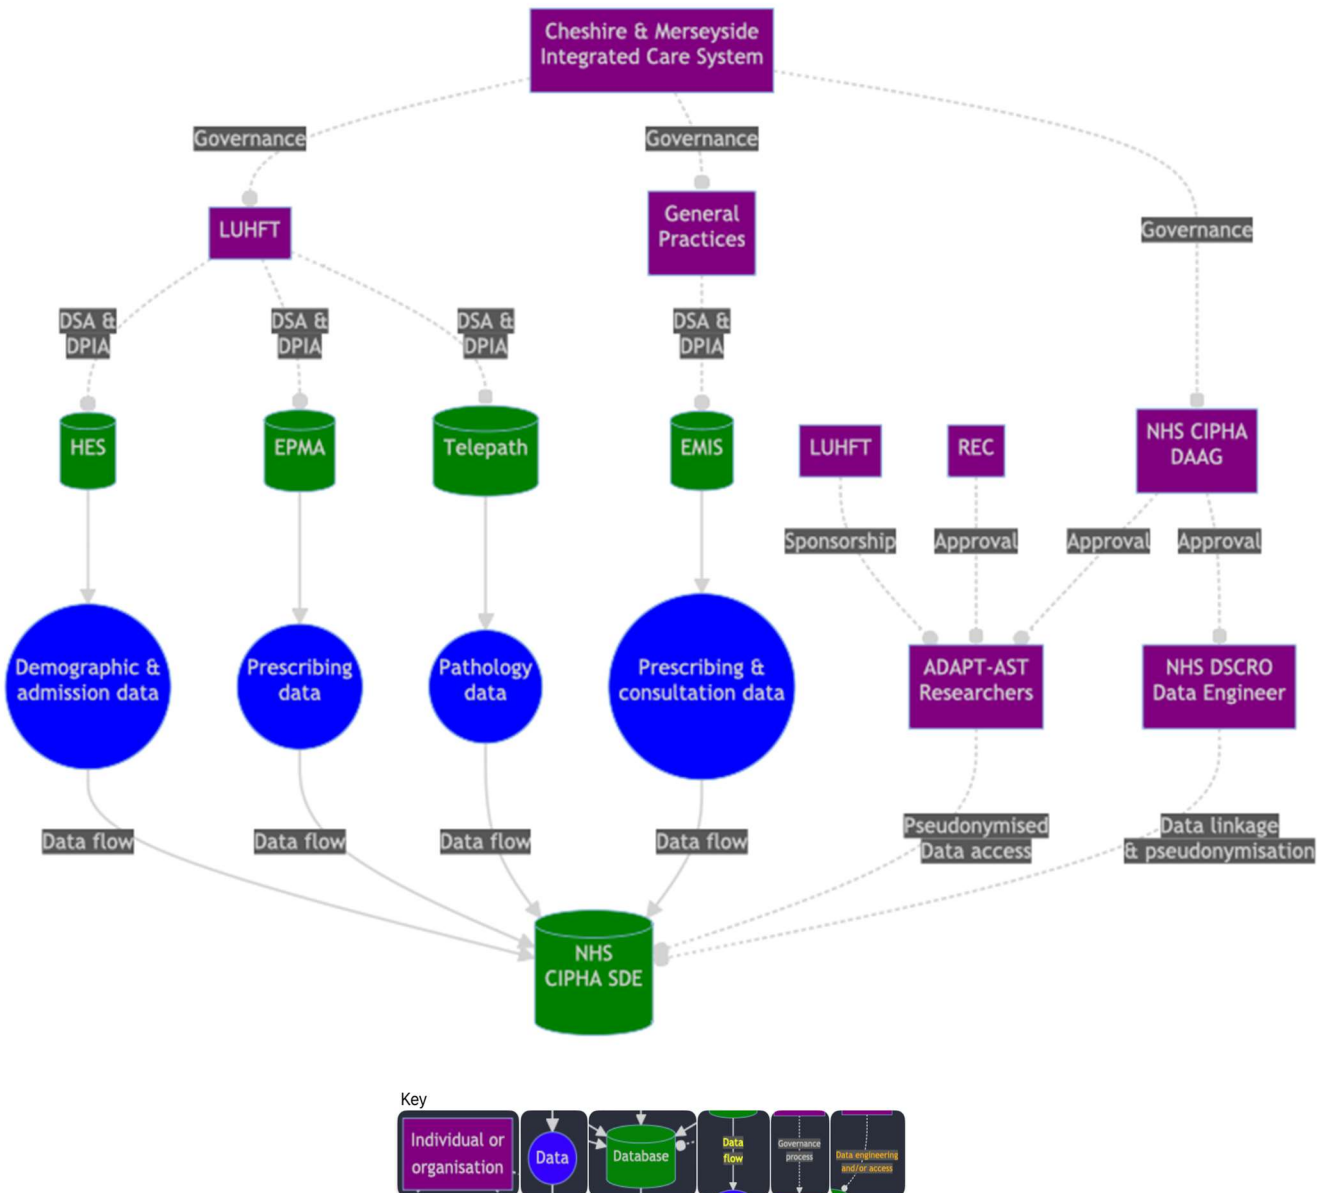 Cheshire & Merseyside
Integrated Care System
Governance
Governance
Governance
LUHFT
General
Practices
DSA &
DPIA
DSA &
DPIA
DSA &
DPIA
DSA &
DPIA
HES
EPMA
Telepath
EMIS
LUHFT
REC
NHS CIPHA
DAAG
Sponsorship
Approval
Approval
Approval
Demographic &
admission data
Prescribing
data
Pathology
data
Prescribing &
consultation data
ADAPT-AST
Researchers
NHS DSCRO
Data Engineer
Data flow
Data flow
Data flow
Data flow
Pseudonymised
Data access
Data linkage
& pseudonymisation
NHS
CIPHA SDE
Key
Individual or
organisation
Data
Database
Data
flow
Governance
process
Data engineering
and/or access